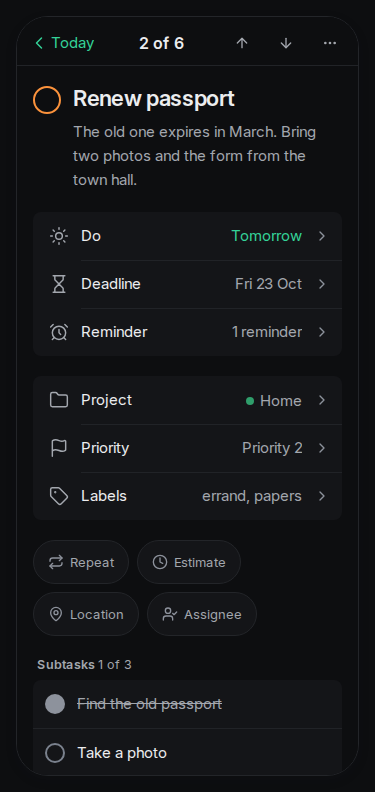 Today
2 of 6
Renew passport
The old one expires in March. Bring
two photos and the form from the
town hall.
Do
Tomorrow
Deadline
Fri 23 Oct
Reminder
1 reminder
Project
Home
Priority
Priority 2
Labels
errand, papers
Repeat
Estimate
Location
Assignee
Subtasks 1 of 3
Find the old passport
Take a photo